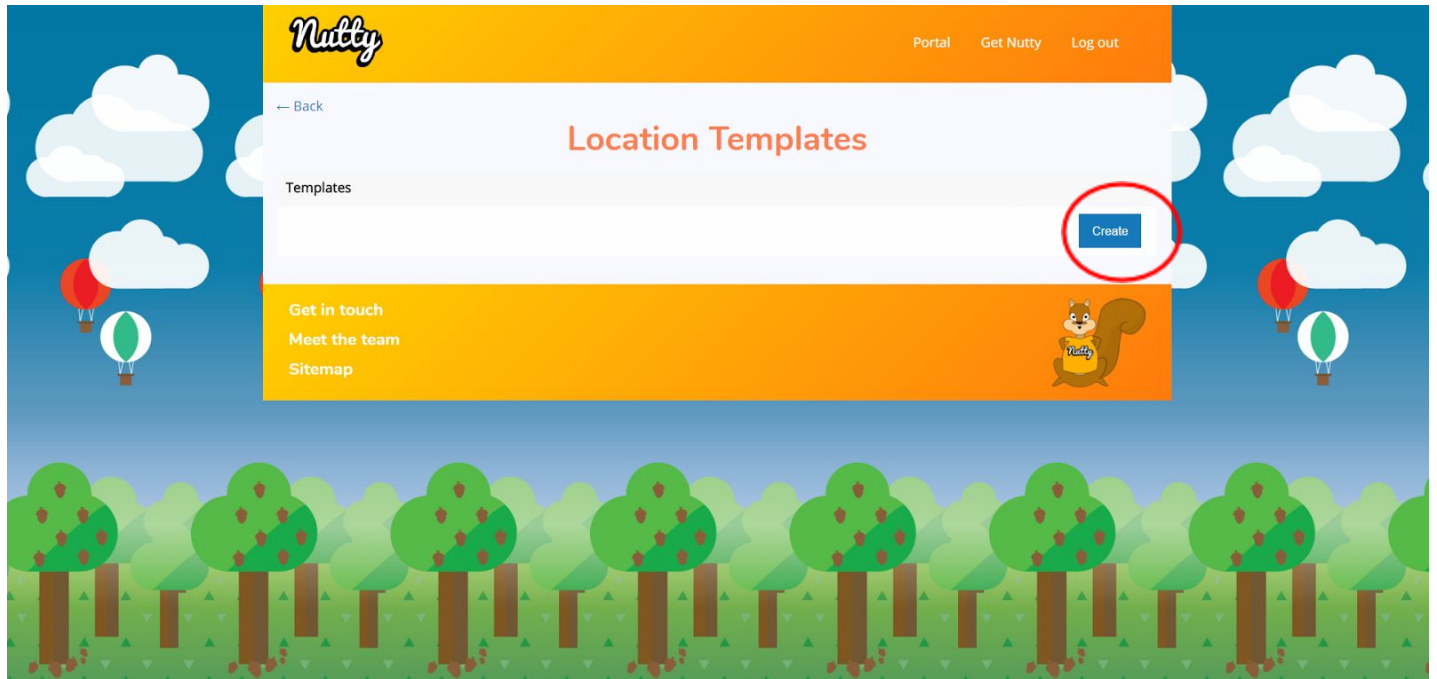 Nutty
Portal Get Nutty Log out
← Back
Location Templates
Templates
Create
Get in touch
Meet the team
Sitemap
Nutty